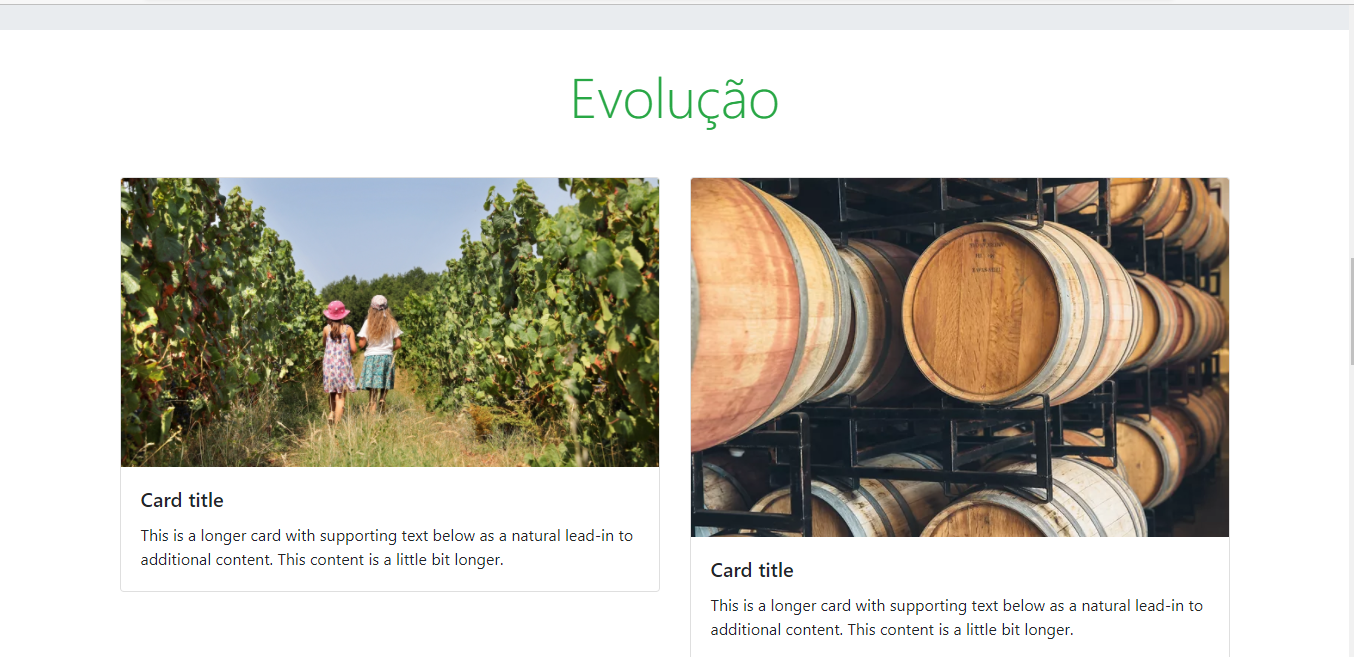 Evolução
Card title
This is a longer card with supporting text below as a natural lead-in to
additional content. This content is a little bit longer.
Card title
This is a longer card with supporting text below as a natural lead-in to
additional content. This content is a little bit longer.